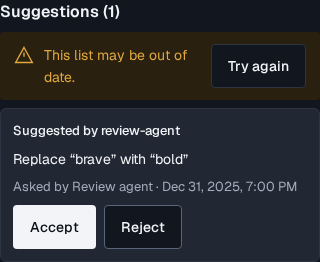 Suggestions (1)
This list may be out of
date.
Try again
Suggested by review-agent
Replace “brave” with “bold”
Asked by Review agent · Dec 31, 2025, 7:00 PM
Accept
Reject